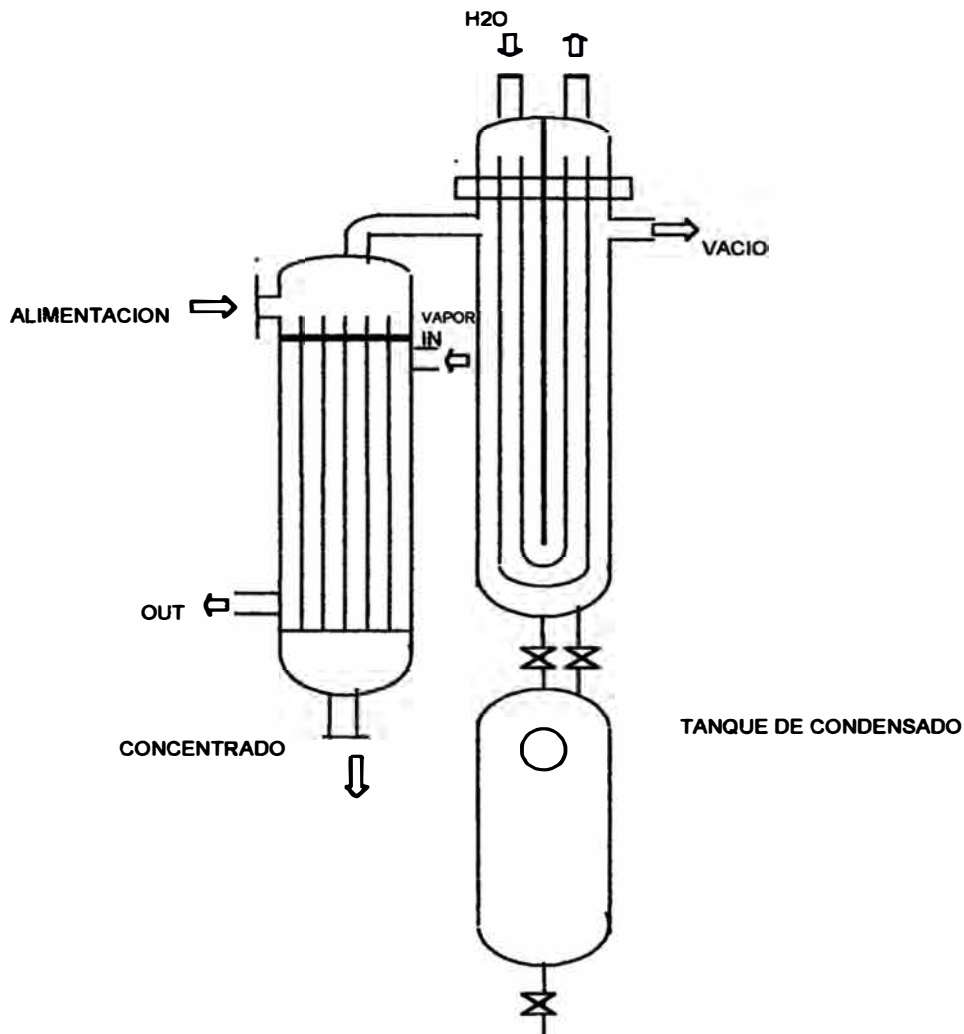 H2O
VACIO
ALIMENTACION
VAPOR
IN
OUT
CONCENTRADO
TANQUE DE CONDENSADO